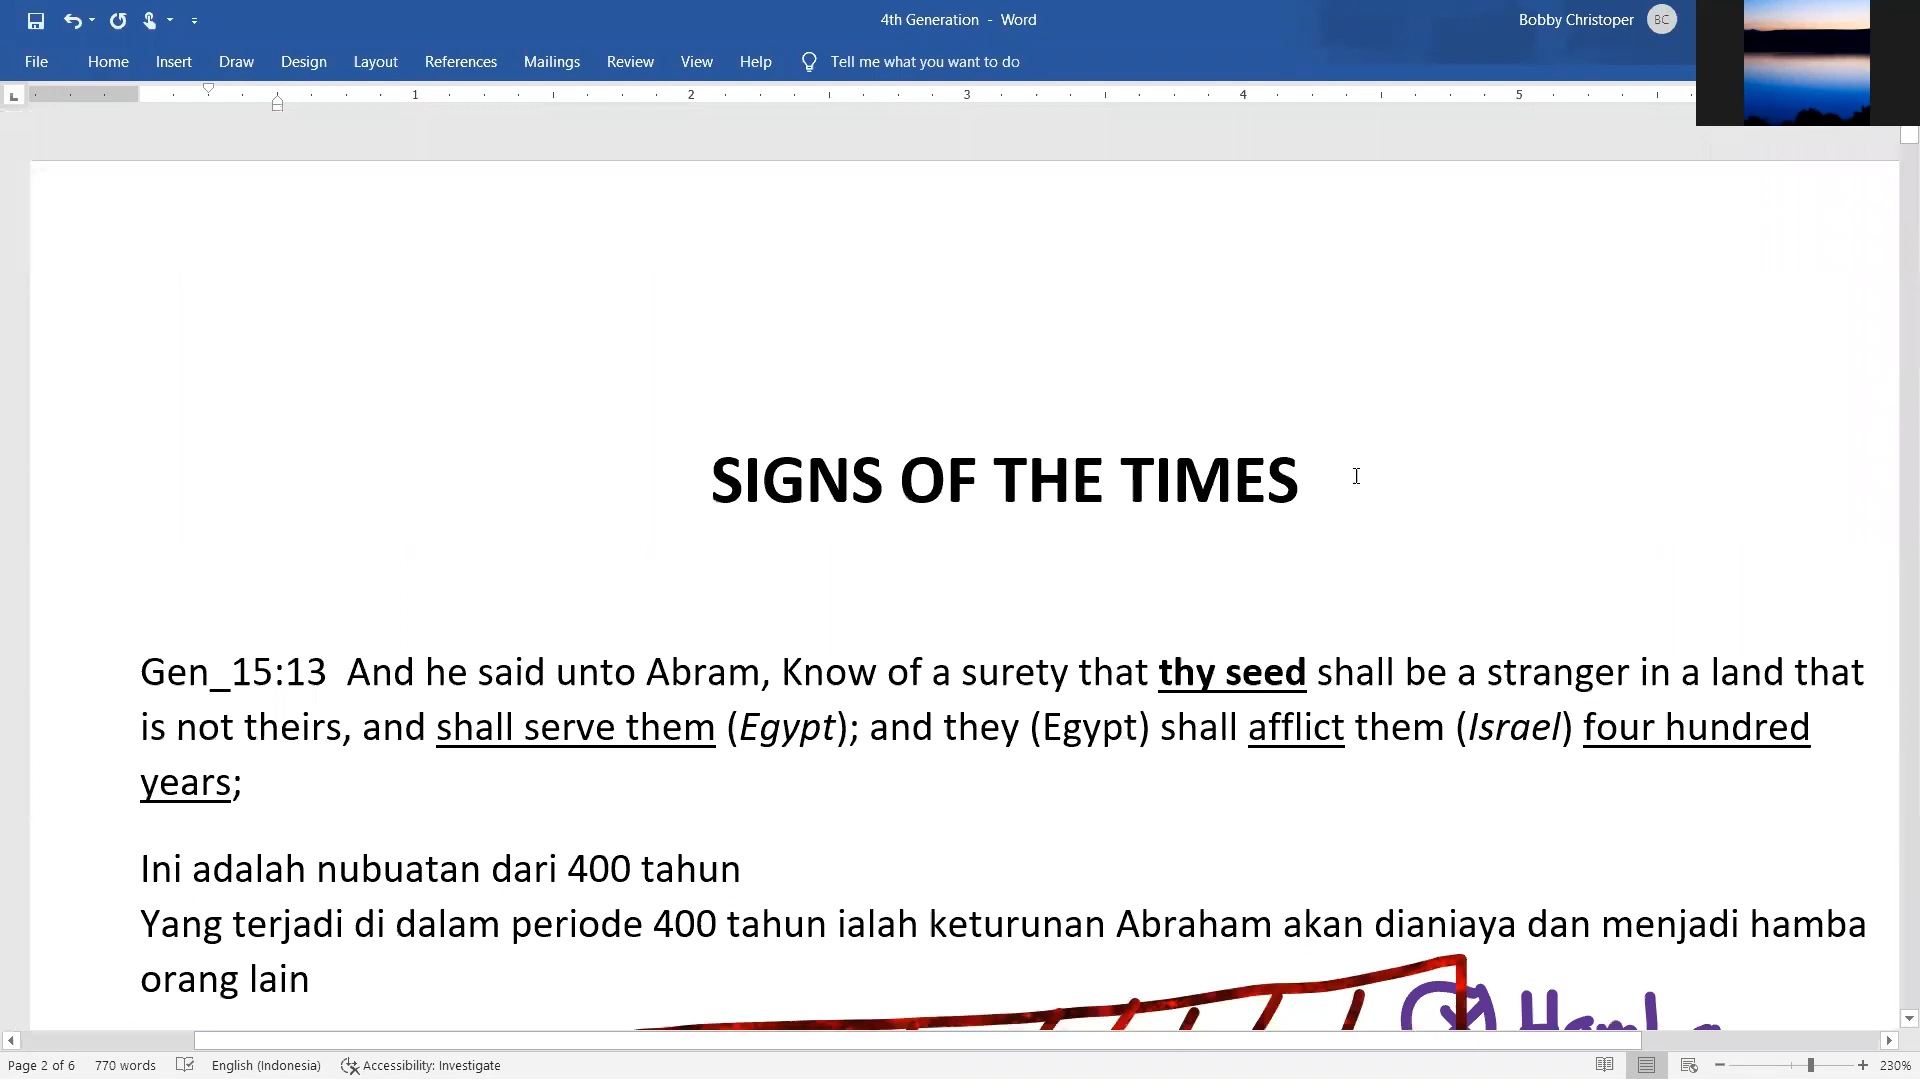 4th Generation - Word
Bobby Christoper
BC
File Home Insert Draw Design Layout References Mailings Review View Help Tell me what you want to do
1 2 3 4 5
SIGNS OF THE TIMES
Gen_15:13 And he said unto Abram, Know of a surety that thy seed shall be a stranger in a land that
is not theirs, and shall serve them (Egypt); and they (Egypt) shall afflict them (Israel) four hundred
years;
Ini adalah nubuatan dari 400 tahun
Yang terjadi di dalam periode 400 tahun ialah keturunan Abraham akan dianiaya dan menjadi hamba
orang lain
Page 2 of 6 770 words English (Indonesia) Accessibility: Investigate 230%